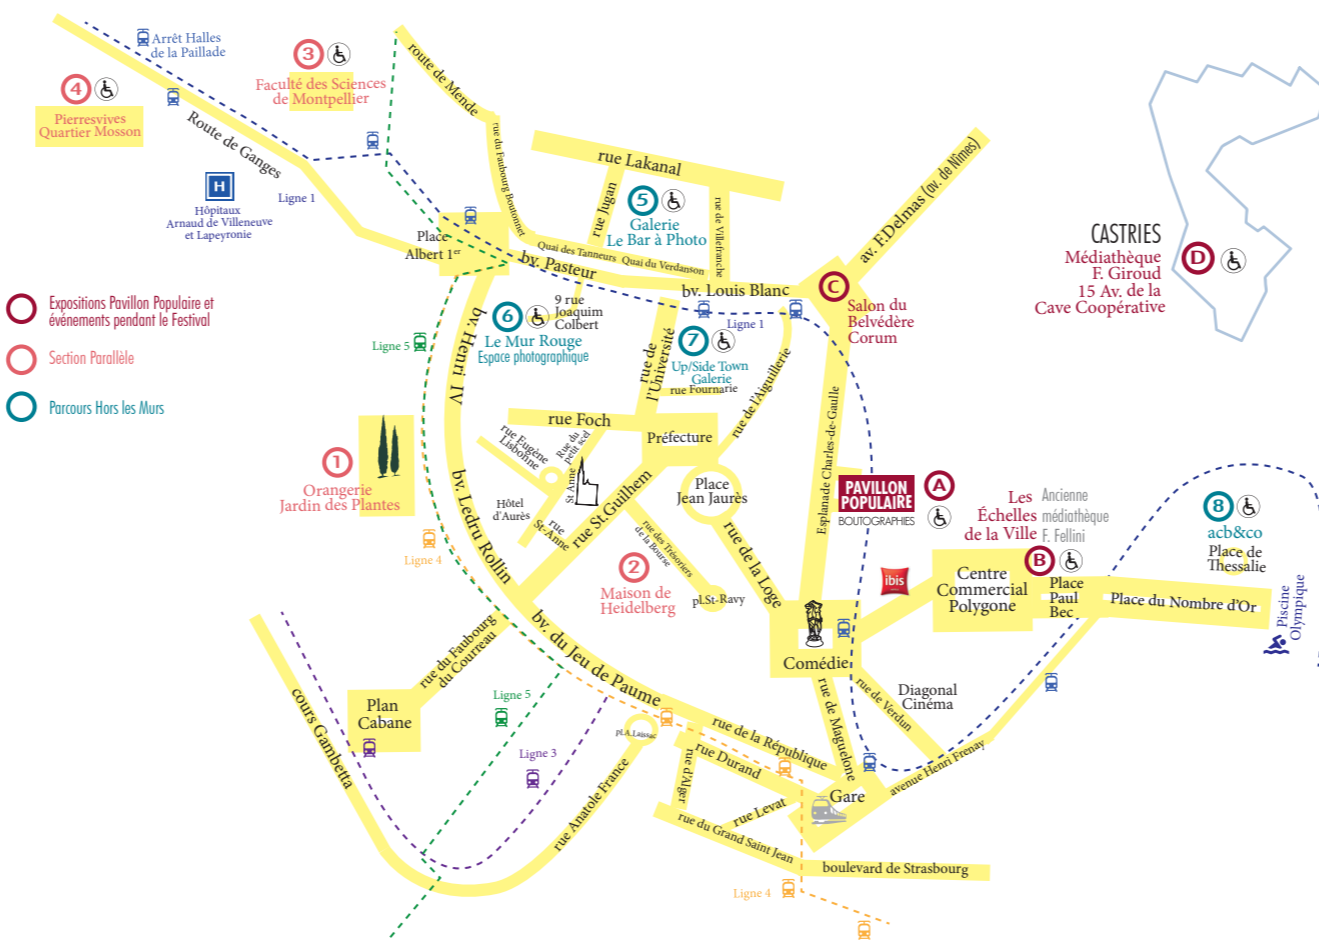 Arrêt Halles
de la Paillade
3
Faculté des Sciences
de Montpellier
4
Pierresvives
Quartier Mosson
Route de Ganges
route de Mende
rue du Faubourg Boutonnet
H
Hôpitaux
Arnaud de Villeneuve
et Lapeyronie
Ligne 1
Place
Albert 1er
rue Lakanal
rue Jugan
5
Galerie
Le Bar à Photo
rue de Villefranche
Quai des Tanneurs
Quai du Verdanson
bv. Pasteur
bv. Louis Blanc
av. F.Delmas (av. de Nîmes)
C
Salon du
Belvédère
Corum
CASTRIES
Médiathèque
F. Giroud
15 Av. de la
Cave Coopérative
D
Expositions Pavillon Populaire et
événements pendant le Festival
Section Parallèle
Parcours Hors les Murs
Ligne 5
bv. Henri IV
6
9 rue
Joaquim
Colbert
Le Mur Rouge
Espace photographique
rue de
l'Université
7
Ligne 1
Up/Side Town
Galerie
rue Fournarie
rue de l'Aiguillerie
Esplanade Charles-de-Gaulle
rue Foch
Préfecture
rue Eugène
Lisbonne
Rue du
petit scel
St Anne
Hôtel
d'Aurès
rue
St-Anne
rue St.Guilhem
Place
Jean Jaurès
rue des Trésoriers
de la Bourse
rue de la Loge
1
Orangerie
Jardin des Plantes
Ligne 4
bv. Ledru Rollin
2
Maison de
Heidelberg
pl.St-Ravy
PAVILLON
POPULAIRE
BOUTOGRAPHIES
A
Les
Échelles
de la Ville
Ancienne
médiathèque
F. Fellini
B
8
acb&co
Place de
Thessalie
ibis
Centre
Commercial
Polygone
Place
Paul
Bec
Place du Nombre d'Or
Piscine
Olympique
Comédie
bv. du Jeu de Paume
rue du Faubourg
du Courreau
Plan
Cabane
cours Gambetta
Ligne 5
Ligne 3
pl.A.Laissac
rue Anatole France
rue de la République
rue Durand
rue d'Alger
rue Levat
rue du Grand Saint Jean
rue de Maguelone
rue de Verdun
Diagonal
Cinéma
Gare
avenue Henri Frenay
boulevard de Strasbourg
Ligne 4